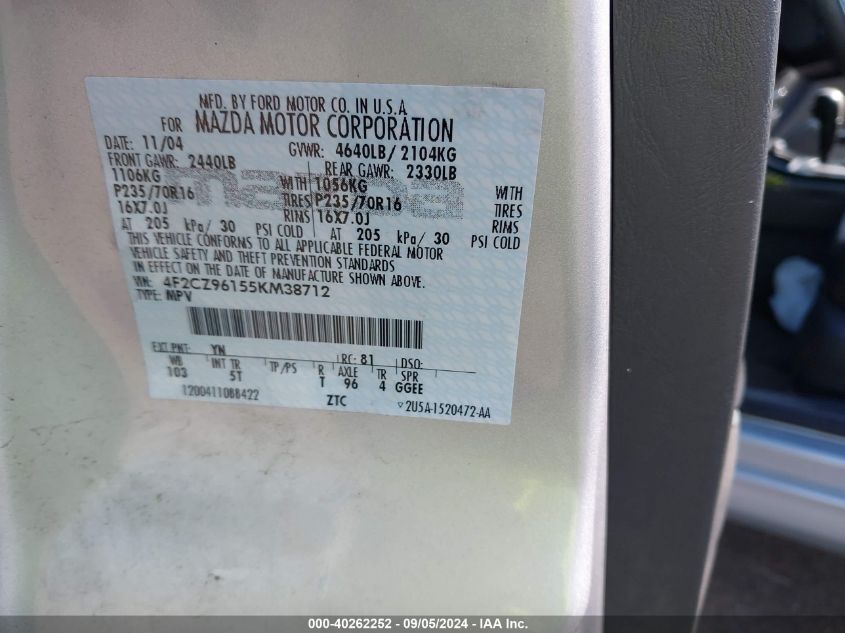 MFD. BY FORD MOTOR CO. IN U.S.A
FOR MAZDA MOTOR CORPORATION
DATE: 11/04 GVWR: 4640LB/ 2104KG
FRONT GAWR: 2440LB REAR GAWR: 2330LB
1106KG WITH 1056KG WITH
P235/70R16 TIRES P235/70R16 TIRES
16X7.0J RIMS 16X7.0J RIMS
AT 205 kPa/ 30 PSI COLD AT 205 kPa/ 30 PSI COLD
THIS VEHICLE CONFORMS TO ALL APPLICABLE FEDERAL MOTOR
VEHICLE SAFETY AND THEFT PREVENTION STANDARDS
IN EFFECT ON THE DATE OF MANUFACTURE SHOWN ABOVE.
VIN: 4F2CZ96155KM38712
TYPE: MPV
mazda
EXT PNT: YN RC: 81 DSO:
WB INT TR TP/PS R AXLE TR SPR
103 5T T 96 4 GGEE
120041108B422 ZTC 2U5A-1520472-AA
000-40262252 - 09/05/2024 - IAA Inc.